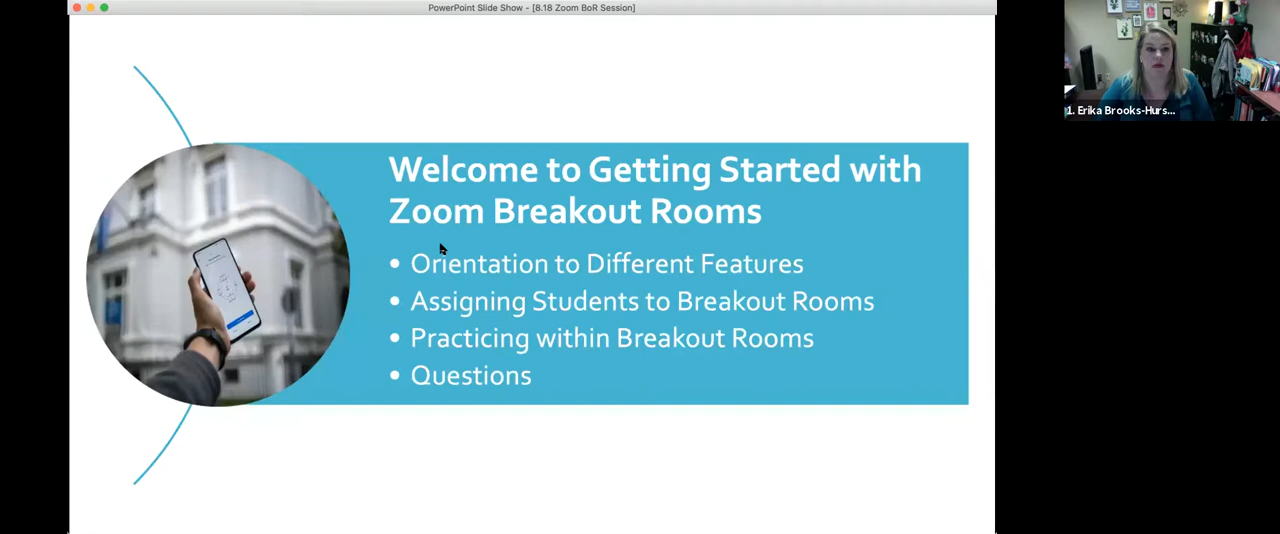 PowerPoint Slide Show - [8.18 Zoom BoR Session]
1. Erika Brooks-Hurs...
Welcome to Getting Started with
Zoom Breakout Rooms
• Orientation to Different Features
• Assigning Students to Breakout Rooms
• Practicing within Breakout Rooms
• Questions